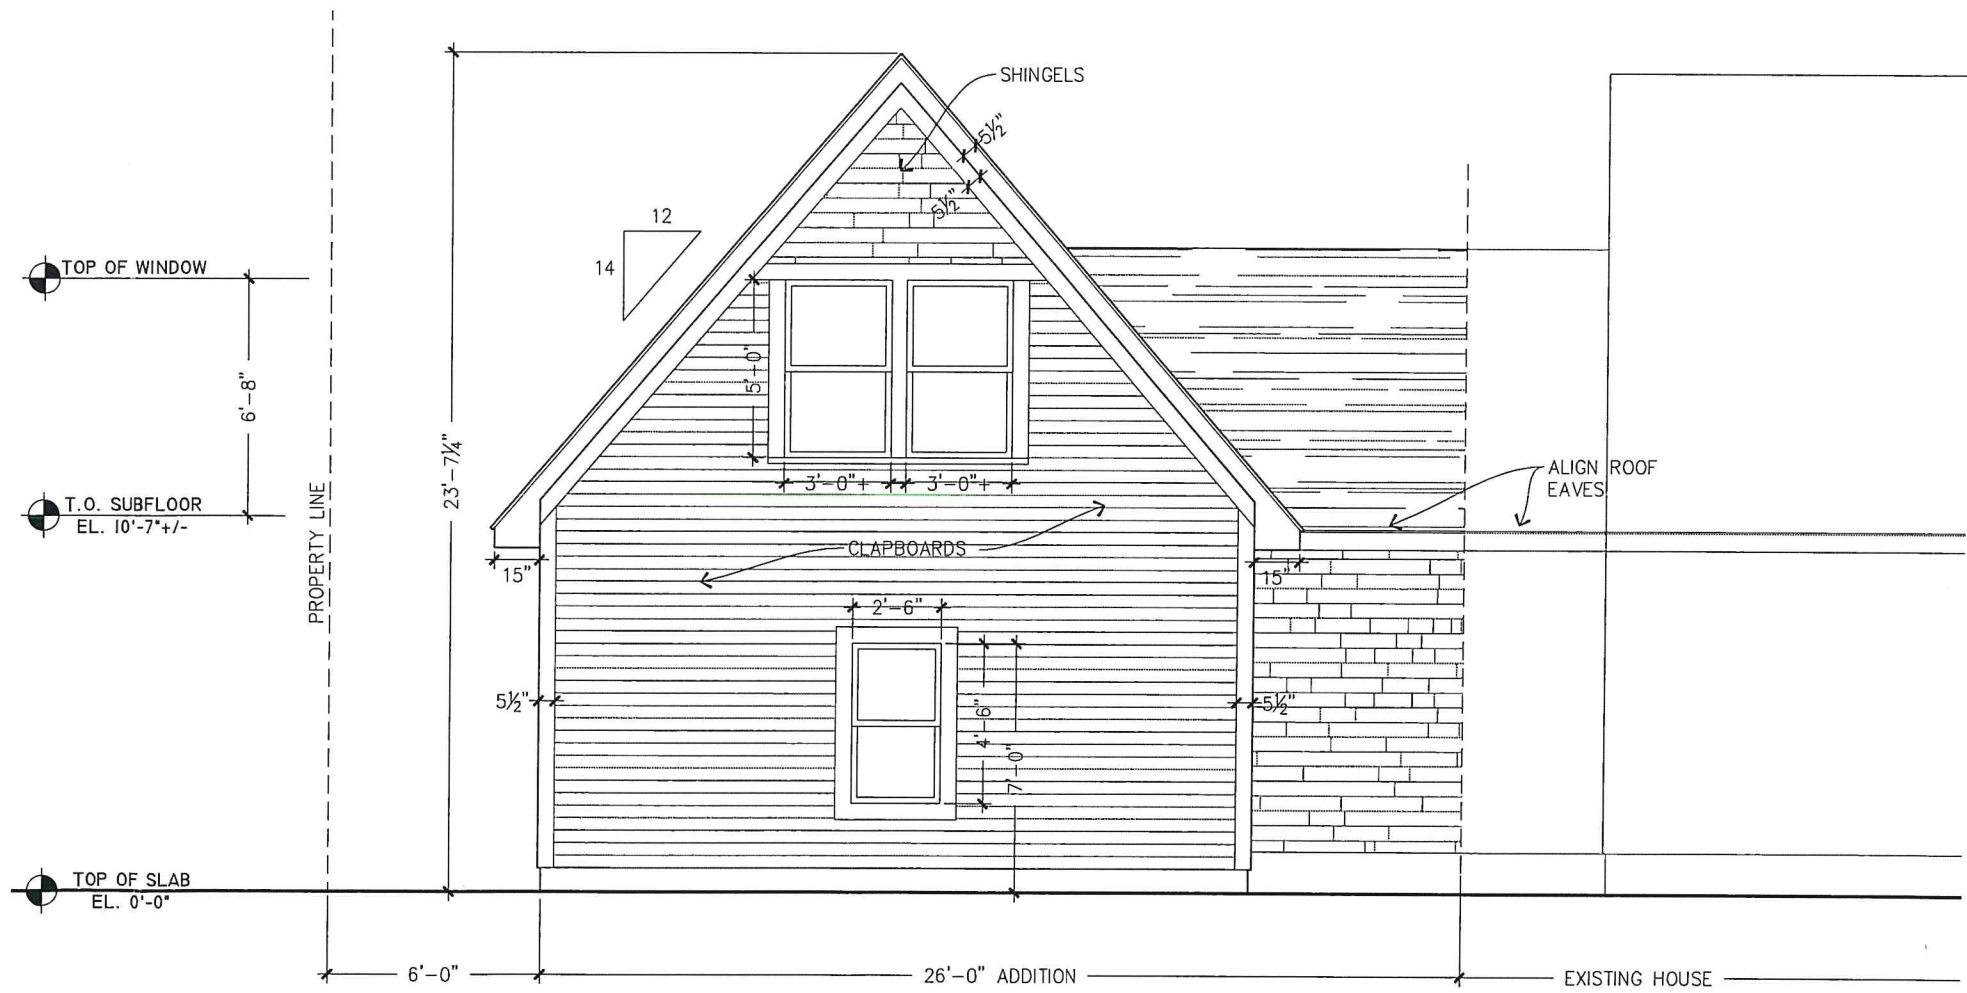 SHINGELS
5½"
5½"
12
14
TOP OF WINDOW
6'-8"
23'-7¼"
5'-0"
3'-0"+
3'-0"+
ALIGN ROOF
EAVES
T.O. SUBFLOOR
EL. 10'-7"+/-
PROPERTY LINE
CLAPBOARDS
15"
15"
2'-6"
4'-6"
7'-0"
5½"
5½"
TOP OF SLAB
EL. 0'-0"
6'-0"
26'-0" ADDITION
EXISTING HOUSE